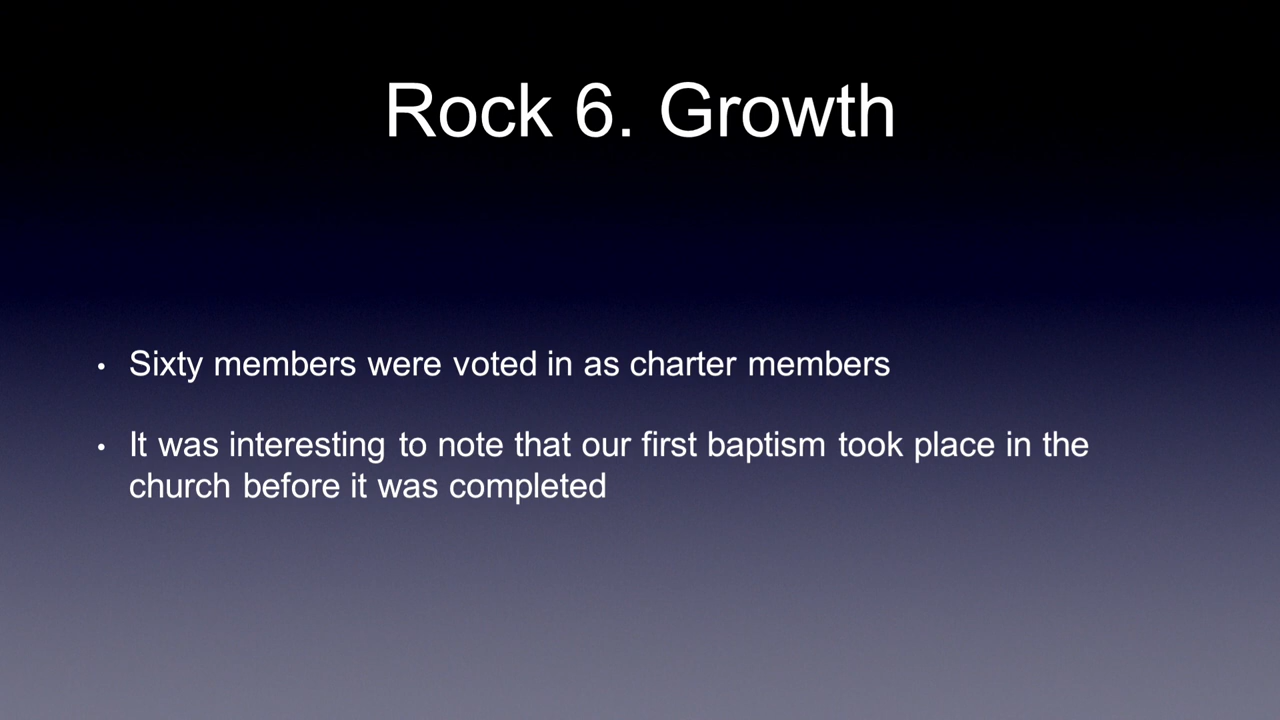 Rock 6. Growth
• Sixty members were voted in as charter members
• It was interesting to note that our first baptism took place in the
church before it was completed